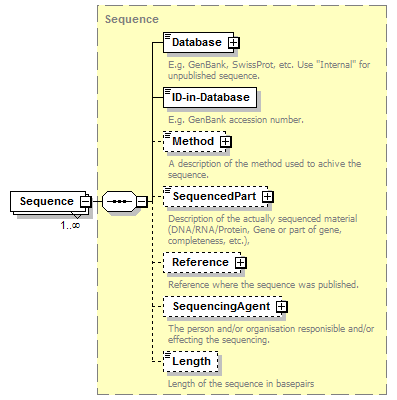 Sequence
Database
E.g. GenBank, SwissProt, etc. Use "Internal" for
unpublished sequence.
ID-in-Database
E.g. GenBank accession number.
Method
A description of the method used to achive the
sequence.
Sequence
1..∞
SequencedPart
Description of the actually sequenced material
(DNA/RNA/Protein, Gene or part of gene,
completeness, etc.),
Reference
Reference where the sequence was published.
SequencingAgent
The person and/or organisation responisible and/or
effecting the sequencing.
Length
Length of the sequence in basepairs